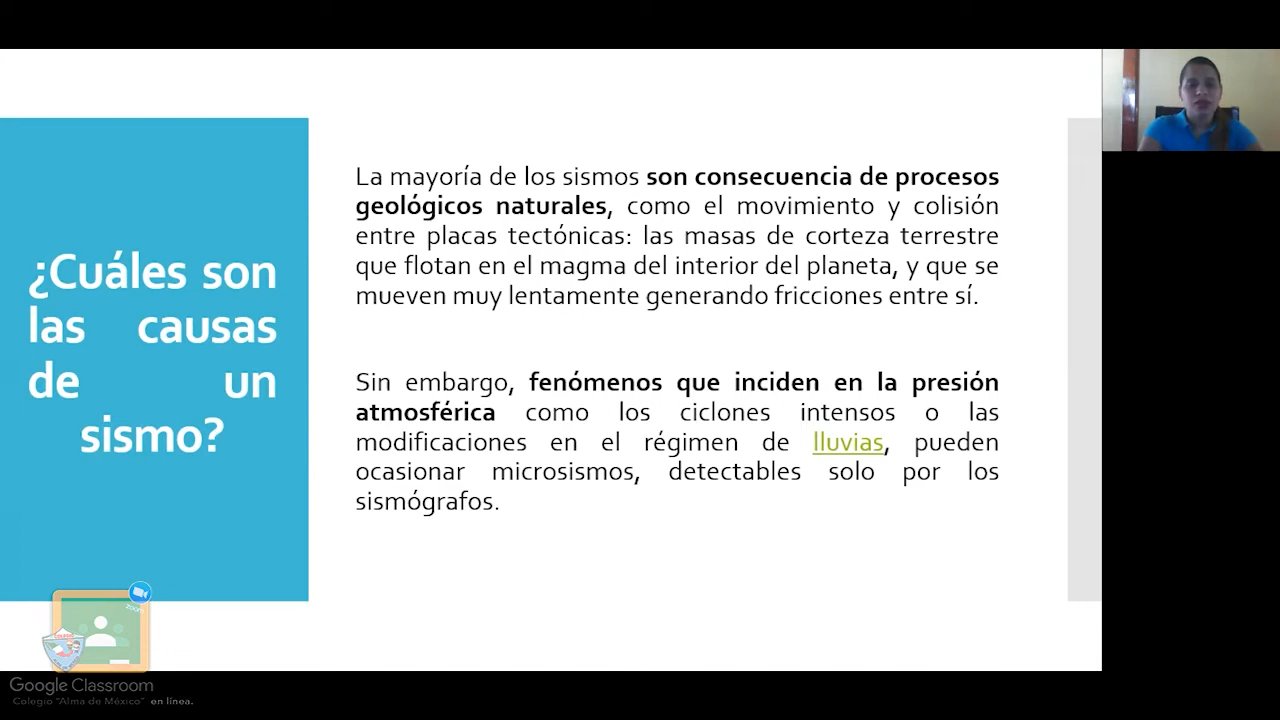 ¿Cuáles son
las causas
de un
sismo?
La mayoría de los sismos son consecuencia de procesos
geológicos naturales, como el movimiento y colisión
entre placas tectónicas: las masas de corteza terrestre
que flotan en el magma del interior del planeta, y que se
mueven muy lentamente generando fricciones entre sí.
Sin embargo, fenómenos que inciden en la presión
atmosférica como los ciclones intensos o las
modificaciones en el régimen de lluvias, pueden
ocasionar microsismos, detectables solo por los
sismógrafos.
zoom
COLEGIO
Google Classroom
Colegio "Alma de México" en línea.